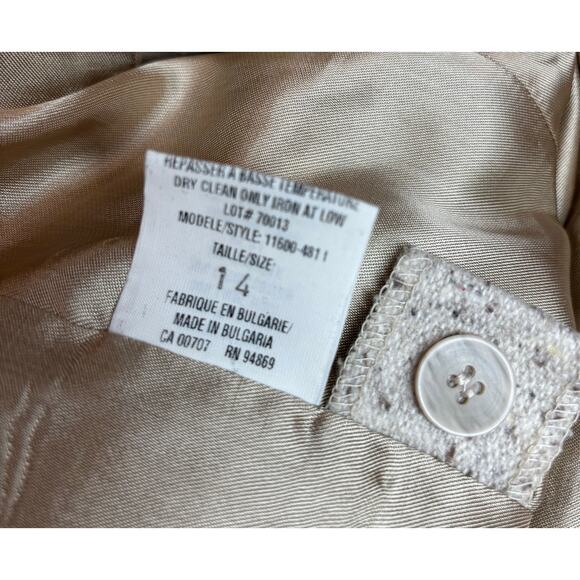 REPASSER A BASSE TEMPERATURE
DRY CLEAN ONLY IRON AT LOW
LOT# 70013
MODELE/STYLE: 11600-4811
TAILLE/SIZE:
14
FABRIQUE EN BULGARIE/
MADE IN BULGARIA
CA 00707 RN 94869